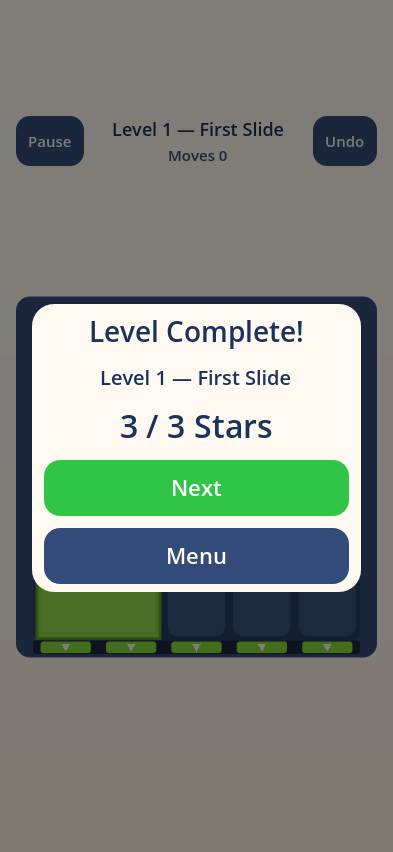 Pause
Level 1 — First Slide
Moves 0
Undo
Level Complete!
Level 1 — First Slide
3 / 3 Stars
Next
Menu